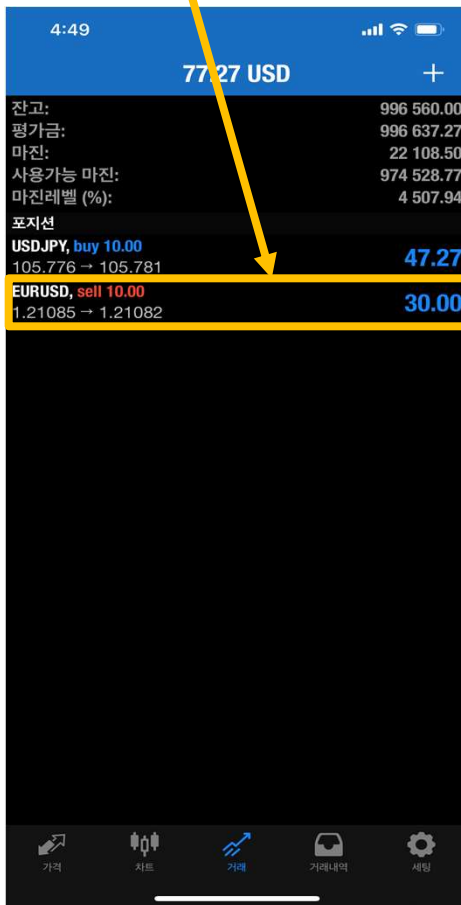 4:49
77.27 USD
잔고: 996 560.00
평가금: 996 637.27
마진: 22 108.50
사용가능 마진: 974 528.77
마진레벨 (%): 4 507.94
포지션
USDJPY, buy 10.00
105.776 → 105.781 47.27
EURUSD, sell 10.00
1.21085 → 1.21082 30.00
가격 차트 거래 거래내역 세팅